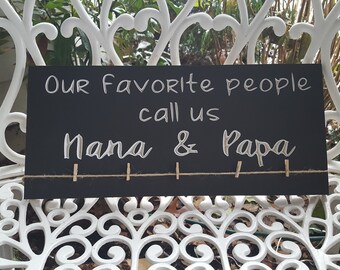 Our favorite people
call us
Nana & Papa